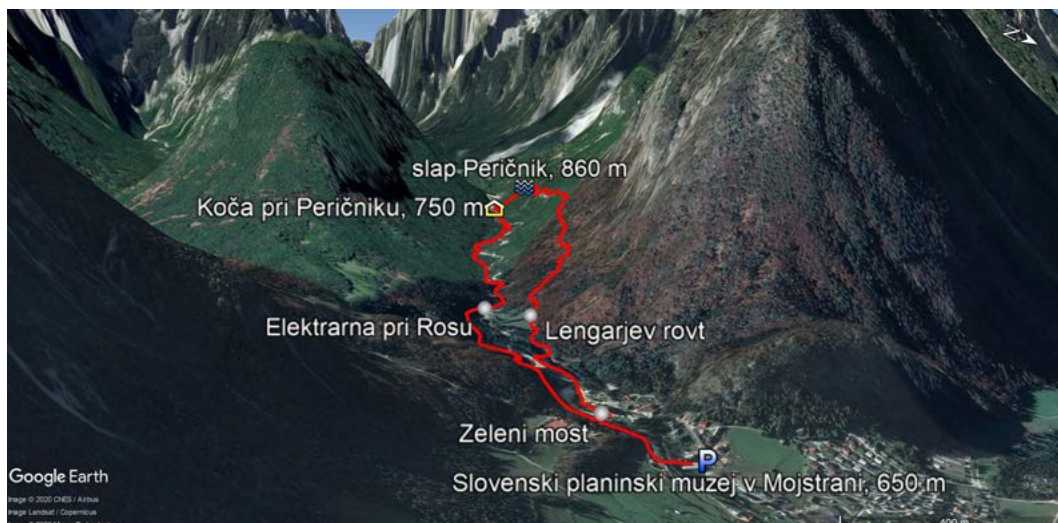 N
slap Peričnik, 860 m
Koča pri Peričniku, 750 m
Elektrarna pri Rosu
Lengarjev rovt
Zeleni most
P
Slovenski planinski muzej v Mojstrani, 650 m
Google Earth
Image © 2020 CNES / Airbus
Image Landsat / Copernicus
400 m